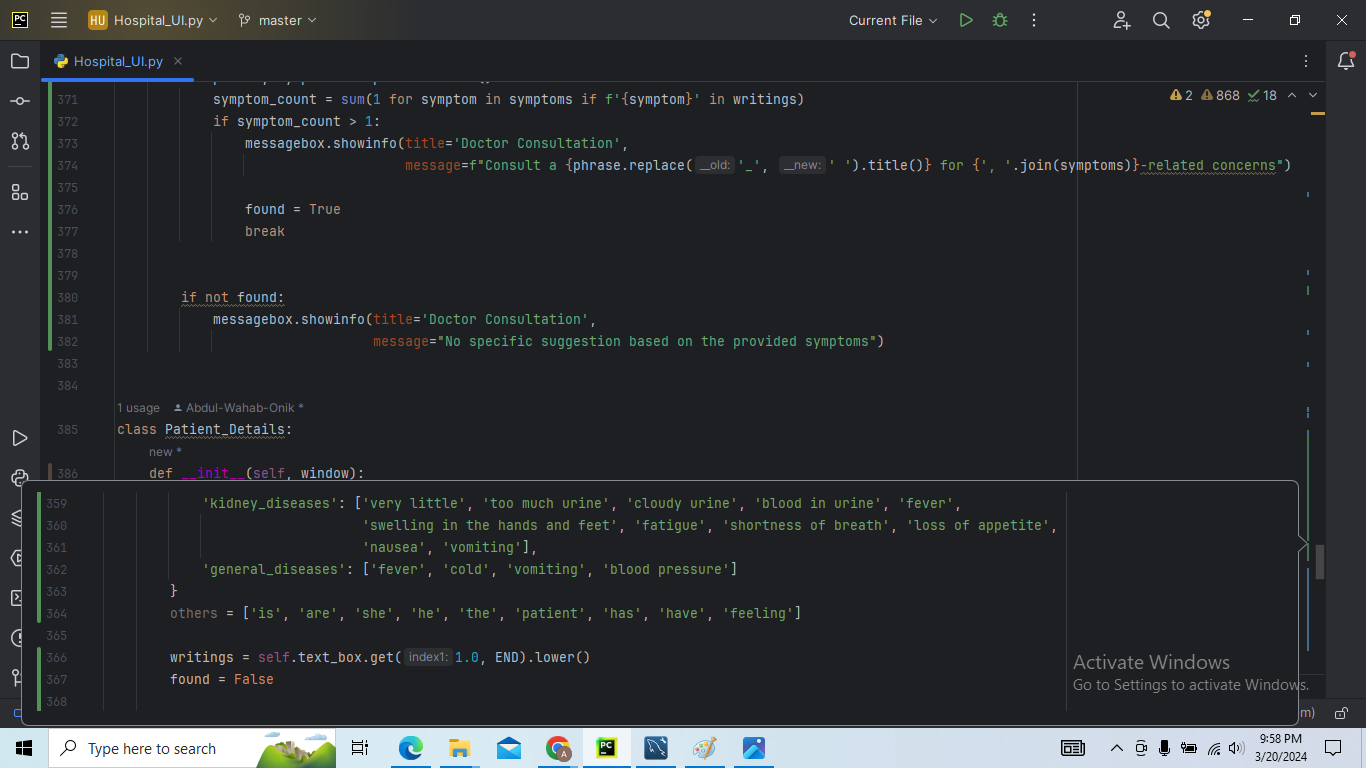 HU Hospital_UI.py master Current File
Hospital_UI.py
371 symptom_count = sum(1 for symptom in symptoms if f'{symptom}' in writings)
2 868 18
372 if symptom_count > 1:
373 messagebox.showinfo(title='Doctor Consultation',
374 message=f"Consult a {phrase.replace( __old: '_', __new: ' ').title()} for {', '.join(symptoms)}-related concerns")
375
376 found = True
377 break
378
379
380 if not found:
381 messagebox.showinfo(title='Doctor Consultation',
382 message="No specific suggestion based on the provided symptoms")
383
384
1 usage Abdul-Wahab-Onik *
385 class Patient_Details:
new *
386 def __init__(self, window):
359 'kidney_diseases': ['very little', 'too much urine', 'cloudy urine', 'blood in urine', 'fever',
360 'swelling in the hands and feet', 'fatigue', 'shortness of breath', 'loss of appetite',
361 'nausea', 'vomiting'],
362 'general_diseases': ['fever', 'cold', 'vomiting', 'blood pressure']
363 }
364 others = ['is', 'are', 'she', 'he', 'the', 'patient', 'has', 'have', 'feeling']
365
366 writings = self.text_box.get( index1: 1.0, END).lower()
367 found = False
368
Activate Windows
Go to Settings to activate Windows.
Type here to search
9:58 PM
3/20/2024